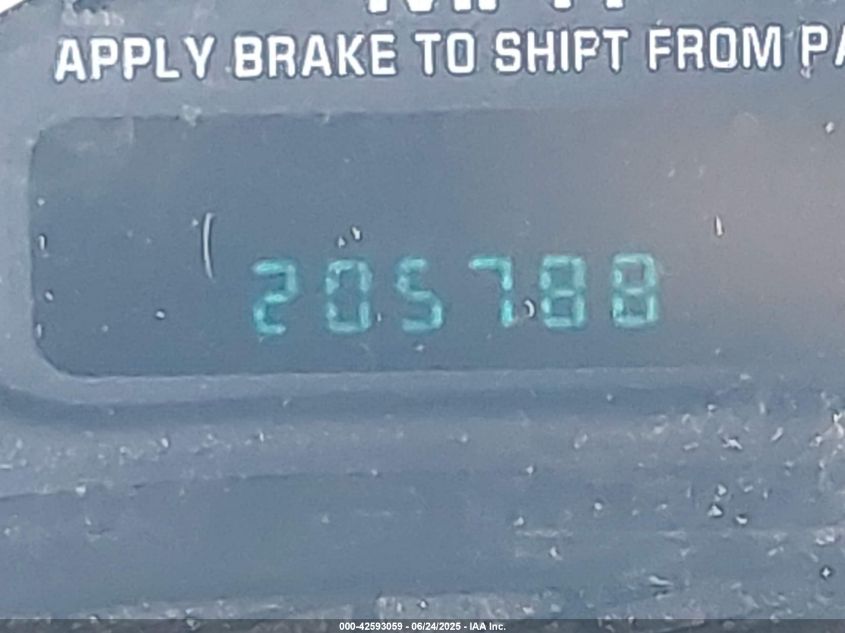 APPLY BRAKE TO SHIFT FROM PA
205788
000-42593059 - 06/24/2025 - IAA Inc.